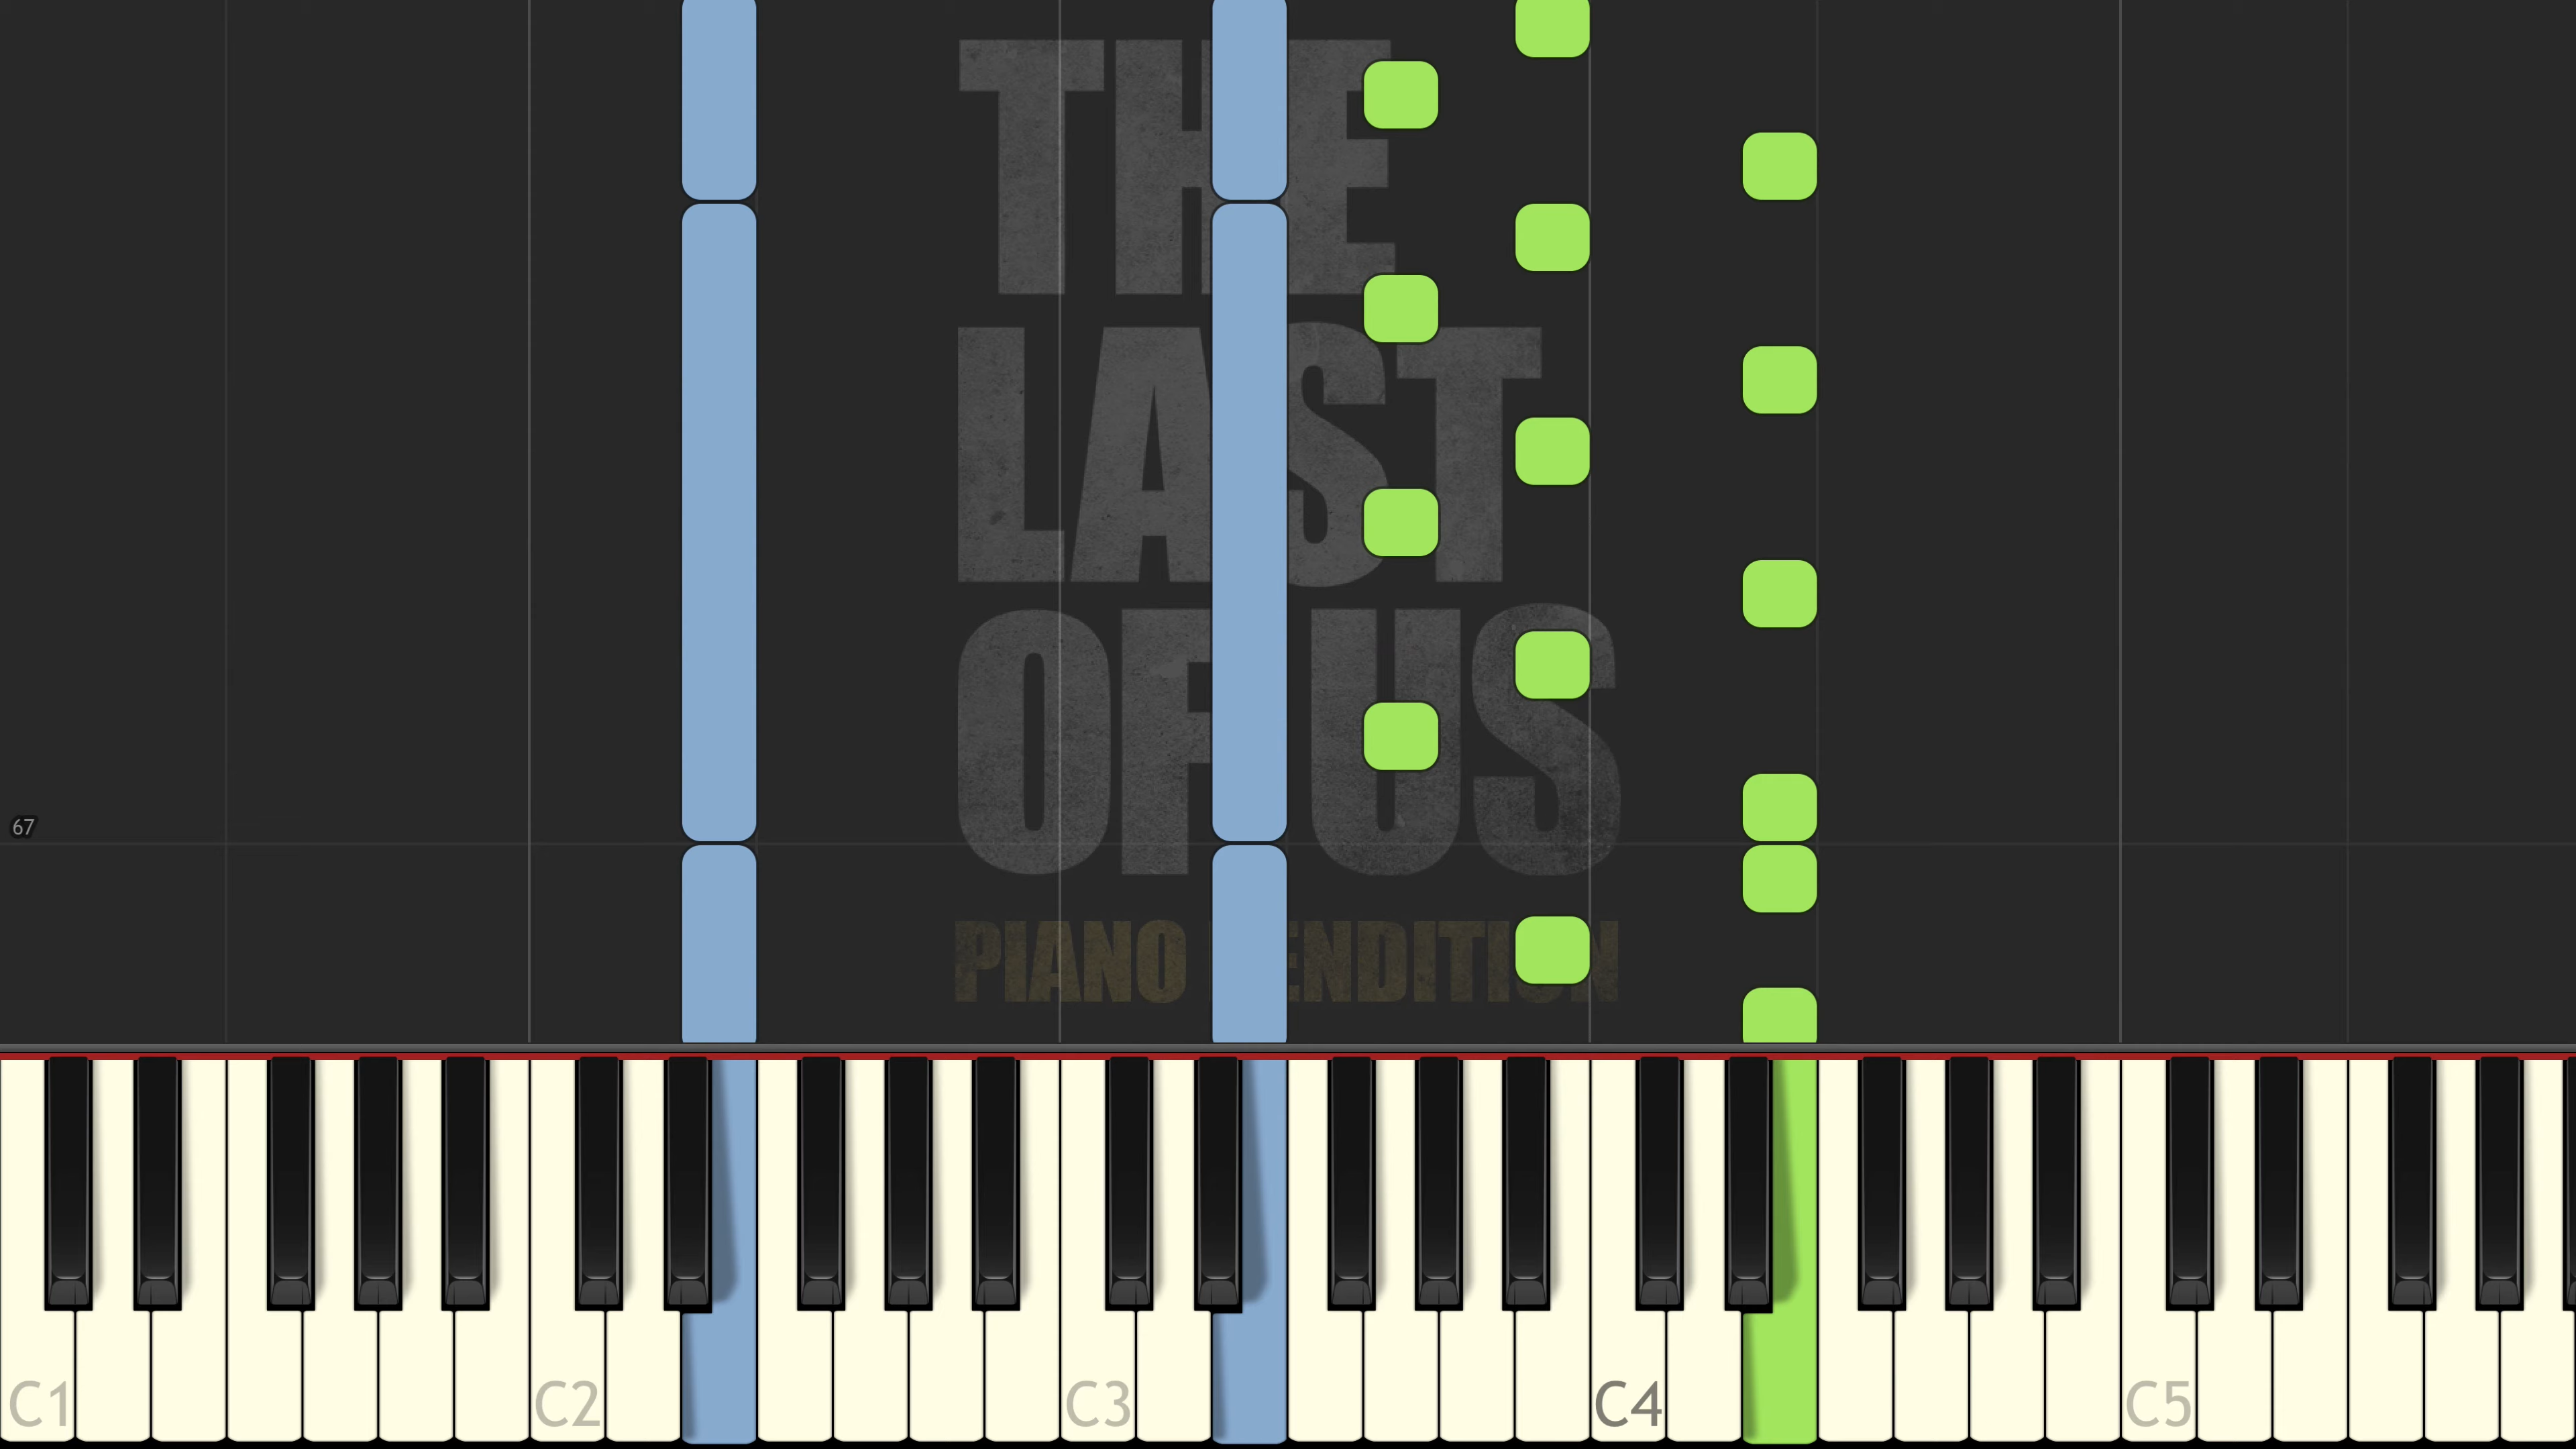 THE
LAST
OF US
PIANO RENDITION
67
C1 C2 C3 C4 C5